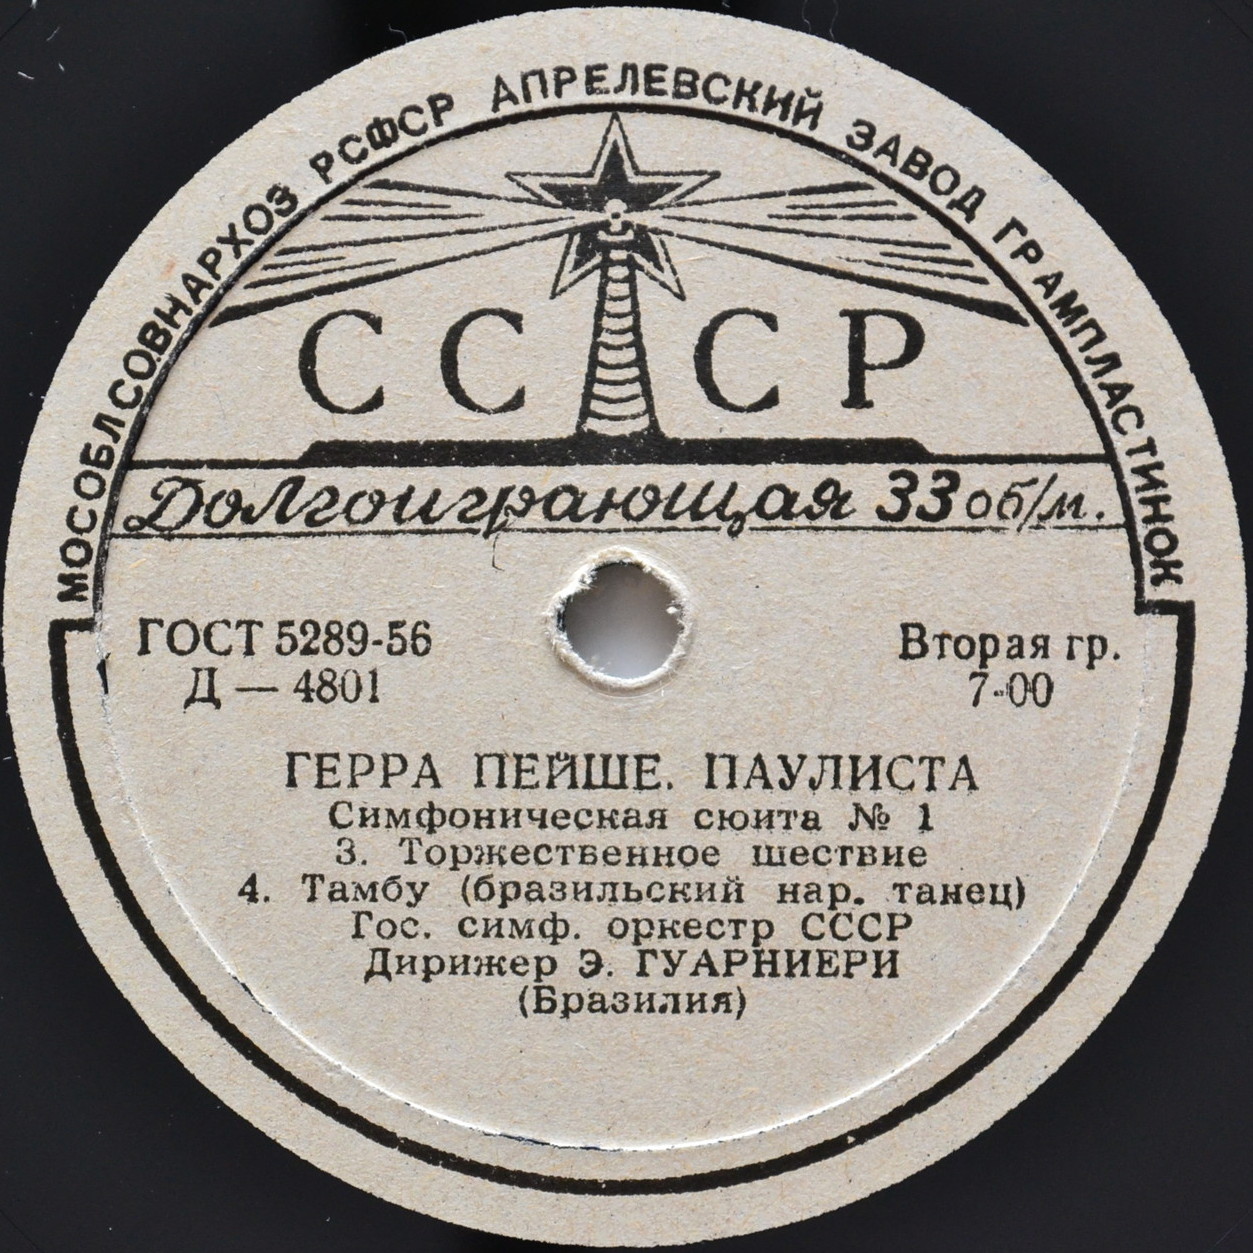 МОСОБЛСОВНАРХОЗ РСФСР АПРЕЛЕВСКИЙ ЗАВОД ГРАМПЛАСТИНОК
СССР
Долгоиграющая 33 об/м.
ГОСТ 5289-56
Д — 4801
Вторая гр.
7-00
ГЕРРА ПЕЙШЕ. ПАУЛИСТА
Симфоническая сюита № 1
3. Торжественное шествие
4. Тамбу (бразильский нар. танец)
Гос. симф. оркестр СССР
Дирижер Э. ГУАРНИЕРИ
(Бразилия)